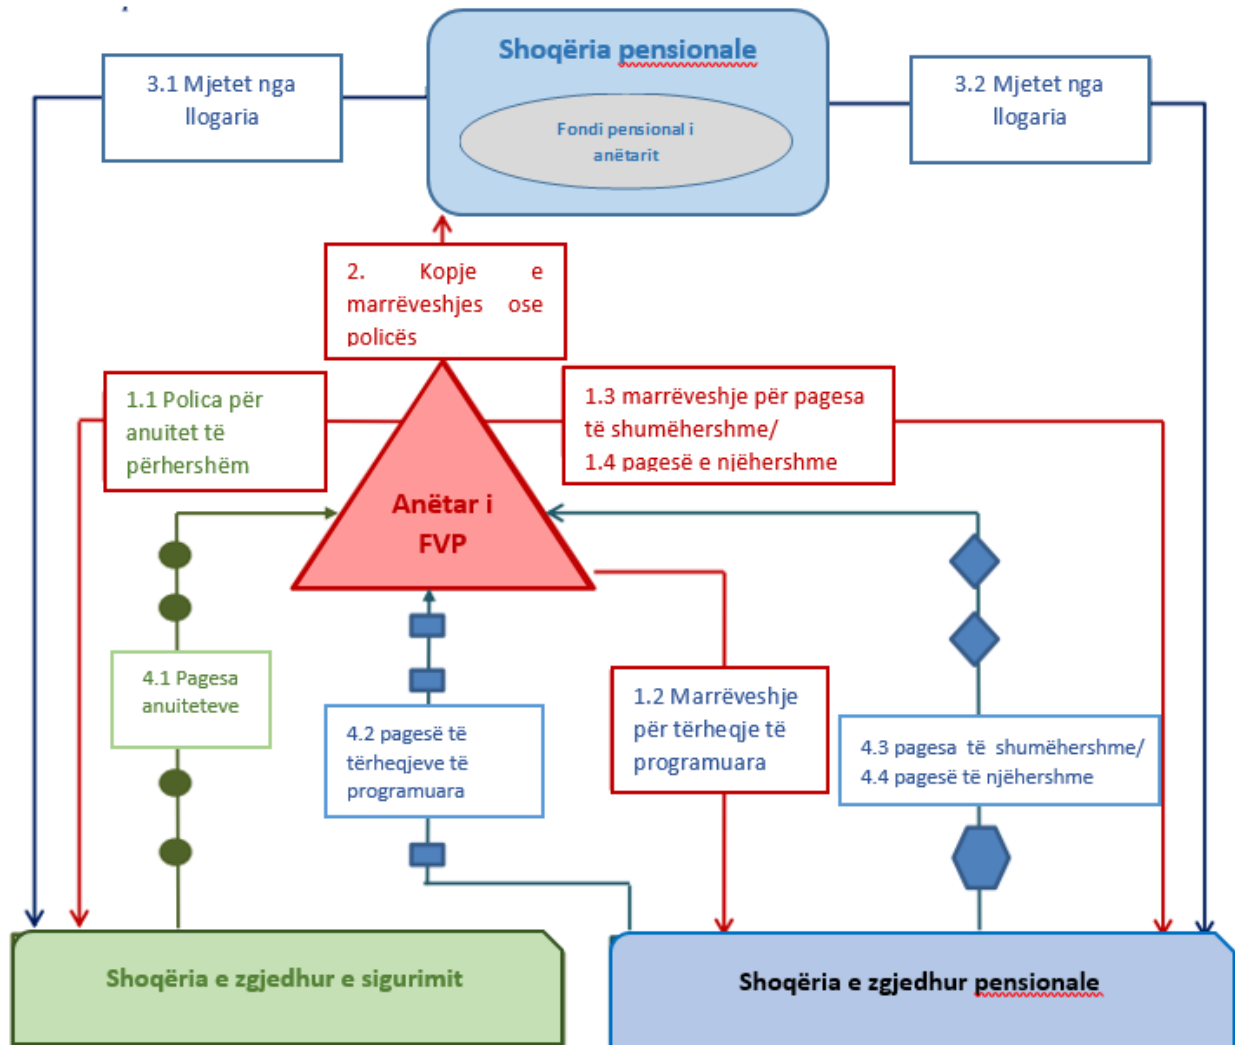 Shoqëria pensionale
Fondi pensional i
anëtarit
3.1 Mjetet nga
llogaria
3.2 Mjetet nga
llogaria
2. Kopje e
marrëveshjes ose
policës
1.1 Polica për
anuitet të
përhershëm
1.3 marrëveshje për pagesa
të shumëhershme/
1.4 pagesë e njëhershme
Anëtar i
FVP
4.1 Pagesa
anuiteteve
4.2 pagesë të
tërheqjeve të
programuara
1.2 Marrëveshje
për tërheqje të
programuara
4.3 pagesa të shumëhershme/
4.4 pagesë të njëhershme
Shoqëria e zgjedhur e sigurimit
Shoqëria e zgjedhur pensionale